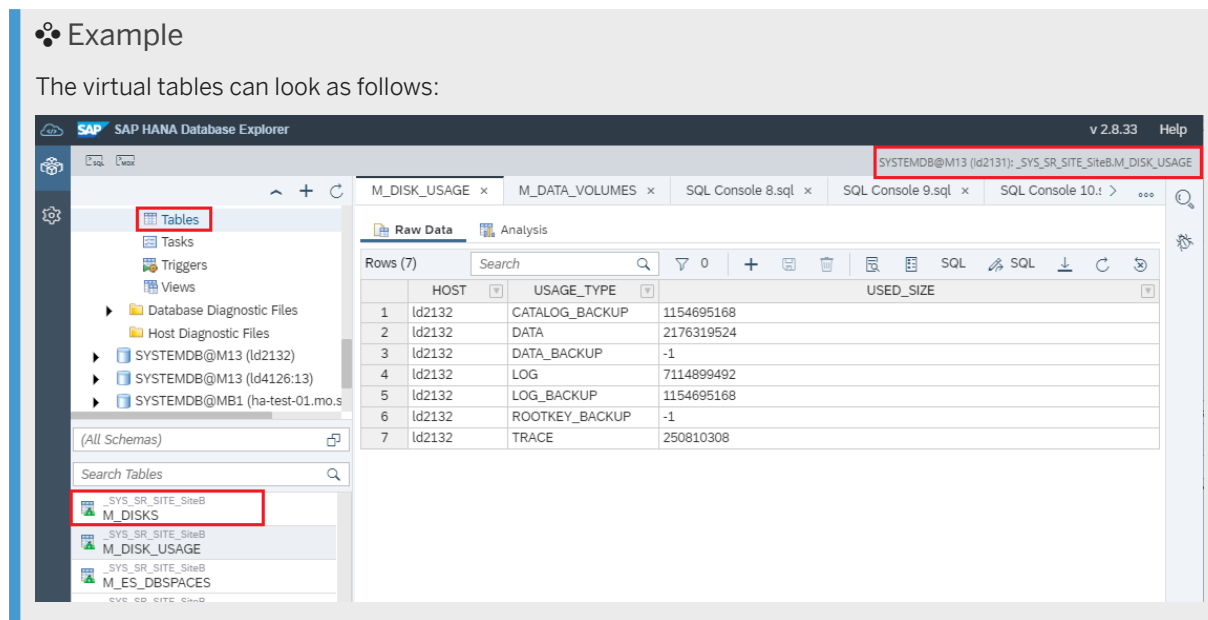 Example
The virtual tables can look as follows:
SAP SAP HANA Database Explorer v 2.8.33 Help
SYSTEMDB@M13 (ld2131): _SYS_SR_SITE_SiteB.M_DISK_USAGE
M_DISK_USAGE × M_DATA_VOLUMES × SQL Console 8.sql × SQL Console 9.sql × SQL Console 10.s
Tables
Tasks
Triggers
Views
Database Diagnostic Files
Host Diagnostic Files
SYSTEMDB@M13 (ld2132)
SYSTEMDB@M13 (ld4126:13)
SYSTEMDB@MB1 (ha-test-01.mo.s
(All Schemas)
Search Tables
_SYS_SR_SITE_SiteB
M_DISKS
_SYS_SR_SITE_SiteB
M_DISK_USAGE
_SYS_SR_SITE_SiteB
M_ES_DBSPACES
_SYS_SR_SITE_SiteB
Raw Data Analysis
Rows (7) Search 0 SQL SQL
HOST USAGE_TYPE USED_SIZE
1 ld2132 CATALOG_BACKUP 1154695168
2 ld2132 DATA 2176319524
3 ld2132 DATA_BACKUP -1
4 ld2132 LOG 7114899492
5 ld2132 LOG_BACKUP 1154695168
6 ld2132 ROOTKEY_BACKUP -1
7 ld2132 TRACE 250810308